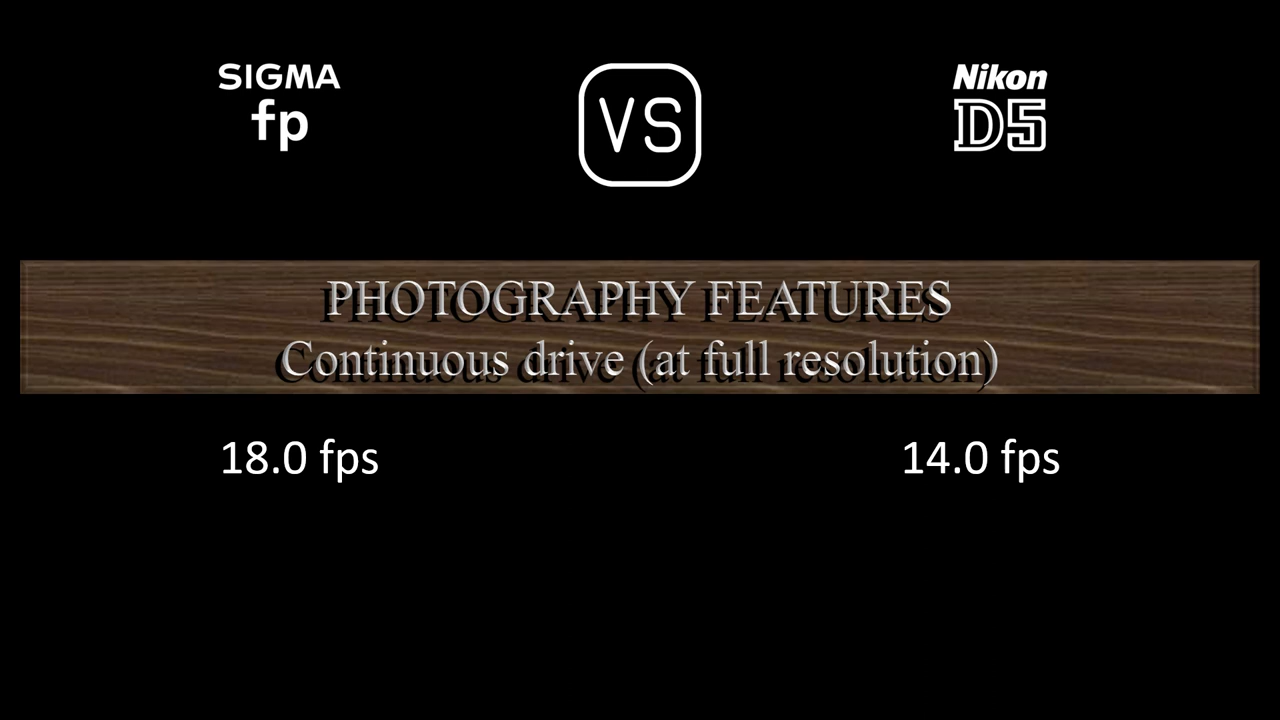 SIGMA
fp
VS
Nikon
D5
PHOTOGRAPHY FEATURES
Continuous drive (at full resolution)
18.0 fps
14.0 fps